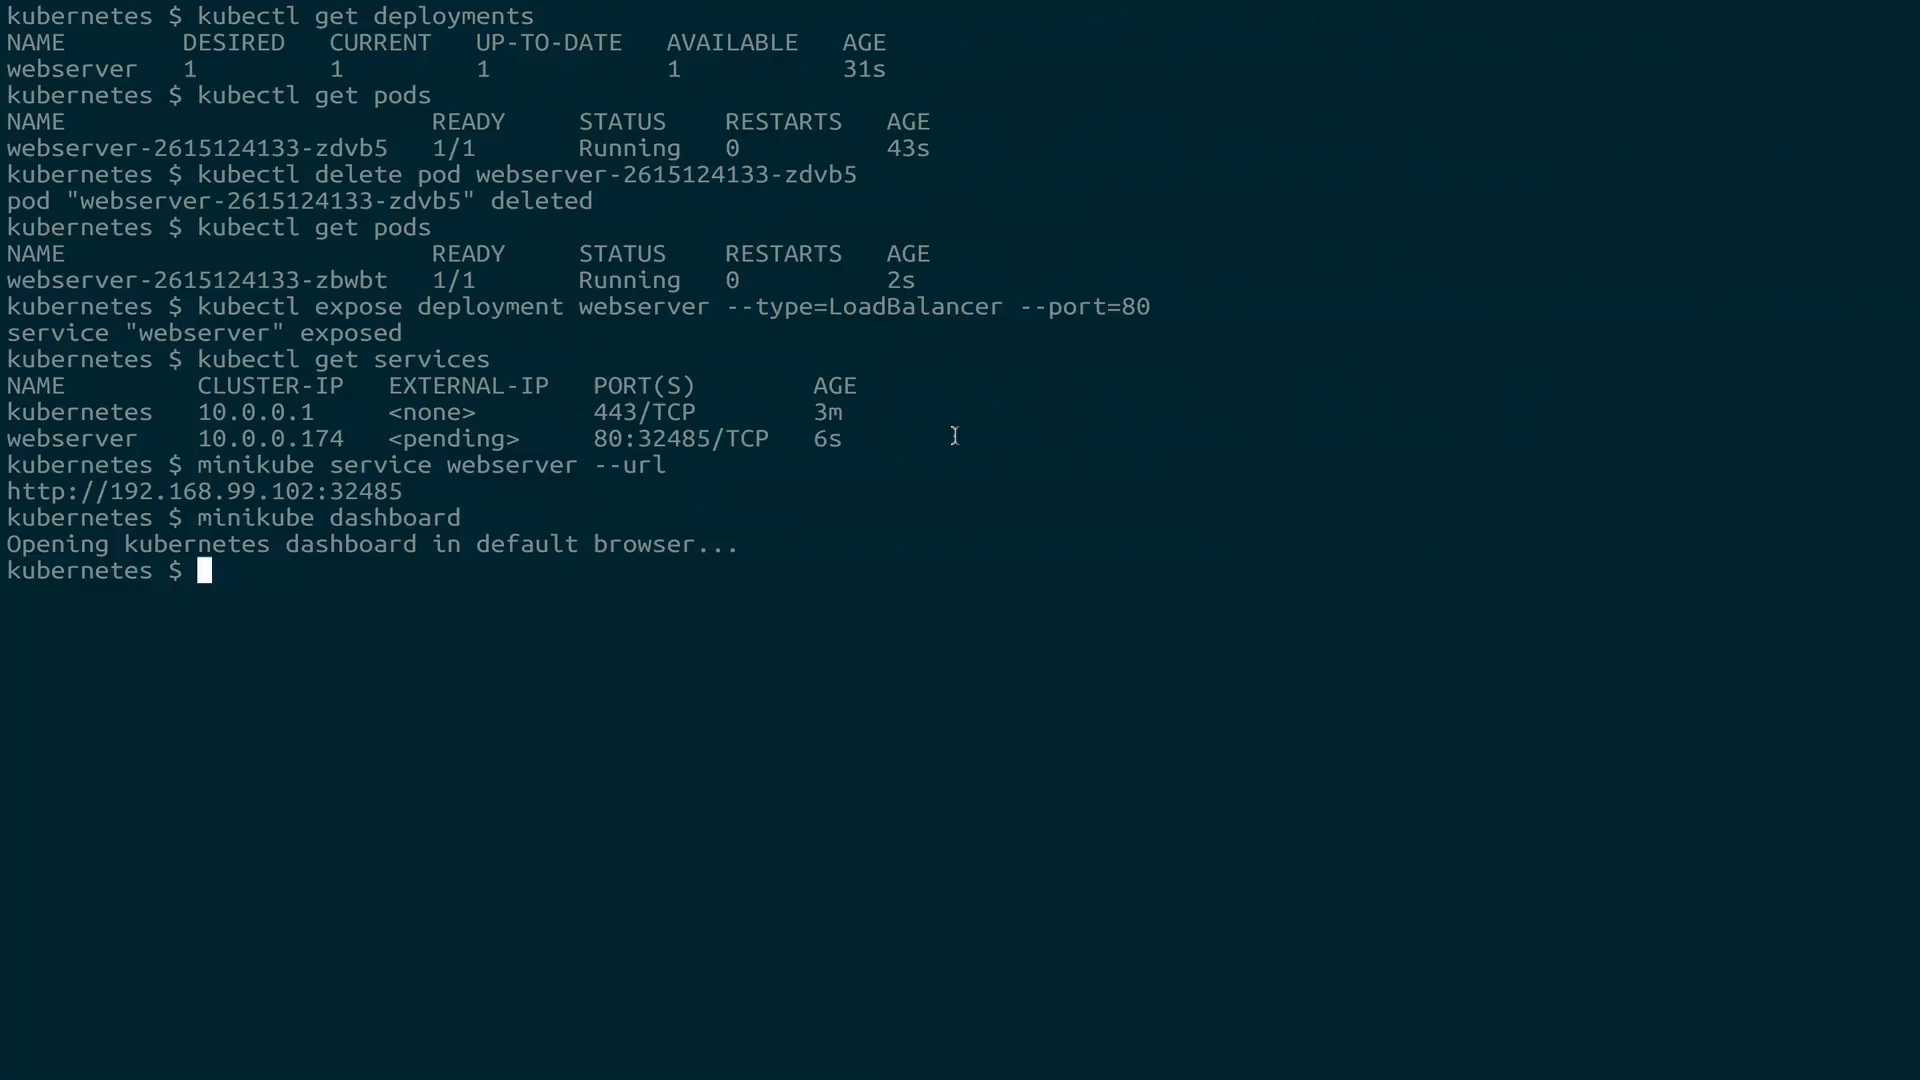 kubernetes $ kubectl get deployments
NAME        DESIRED   CURRENT   UP-TO-DATE   AVAILABLE   AGE
webserver   1         1         1            1           31s
kubernetes $ kubectl get pods
NAME                         READY     STATUS    RESTARTS   AGE
webserver-2615124133-zdvb5   1/1       Running   0          43s
kubernetes $ kubectl delete pod webserver-2615124133-zdvb5
pod "webserver-2615124133-zdvb5" deleted
kubernetes $ kubectl get pods
NAME                         READY     STATUS    RESTARTS   AGE
webserver-2615124133-zbwbt   1/1       Running   0          2s
kubernetes $ kubectl expose deployment webserver --type=LoadBalancer --port=80
service "webserver" exposed
kubernetes $ kubectl get services
NAME         CLUSTER-IP   EXTERNAL-IP   PORT(S)        AGE
kubernetes   10.0.0.1     <none>        443/TCP        3m
webserver    10.0.0.174   <pending>     80:32485/TCP   6s
kubernetes $ minikube service webserver --url
http://192.168.99.102:32485
kubernetes $ minikube dashboard
Opening kubernetes dashboard in default browser...
kubernetes $